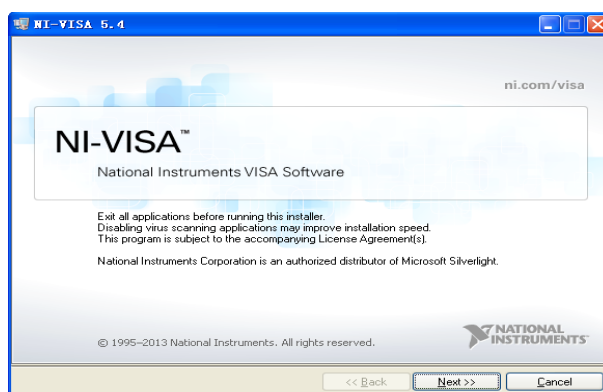 NI-VISA 5.4
ni.com/visa
NI-VISA™
National Instruments VISA Software
Exit all applications before running this installer.
Disabling virus scanning applications may improve installation speed.
This program is subject to the accompanying License Agreement(s).
National Instruments Corporation is an authorized distributor of Microsoft Silverlight.
© 1995–2013 National Instruments. All rights reserved.
NATIONAL
INSTRUMENTS™
<< Back Next >> Cancel